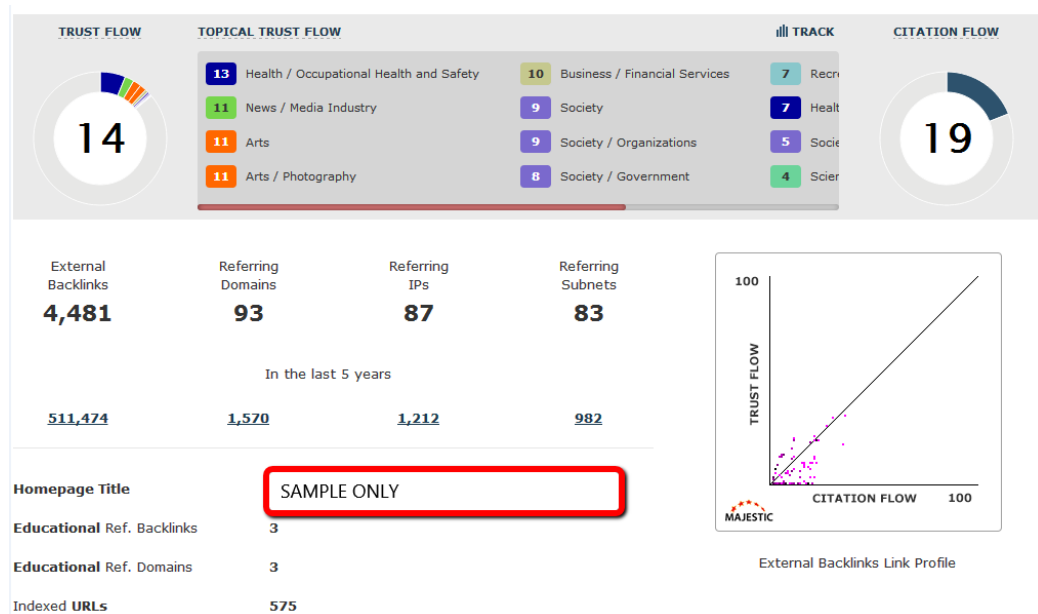 TRUST FLOW
TOPICAL TRUST FLOW
TRACK
CITATION FLOW
14
13 Health / Occupational Health and Safety
11 News / Media Industry
11 Arts
11 Arts / Photography
10 Business / Financial Services
9 Society
9 Society / Organizations
8 Society / Government
7 Recre
7 Healt
5 Socie
4 Scien
19
External Backlinks
4,481
Referring Domains
93
Referring IPs
87
Referring Subnets
83
In the last 5 years
511,474 1,570 1,212 982
Homepage Title SAMPLE ONLY
Educational Ref. Backlinks 3
Educational Ref. Domains 3
Indexed URLs 575
100
TRUST FLOW
CITATION FLOW 100
MAJESTIC
External Backlinks Link Profile